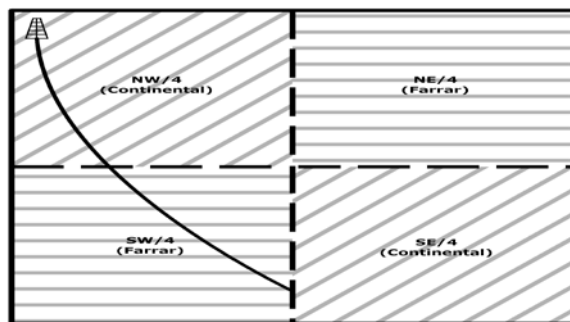 NW/4
(Continental)
NE/4
(Farrar)
SW/4
(Farrar)
SE/4
(Continental)